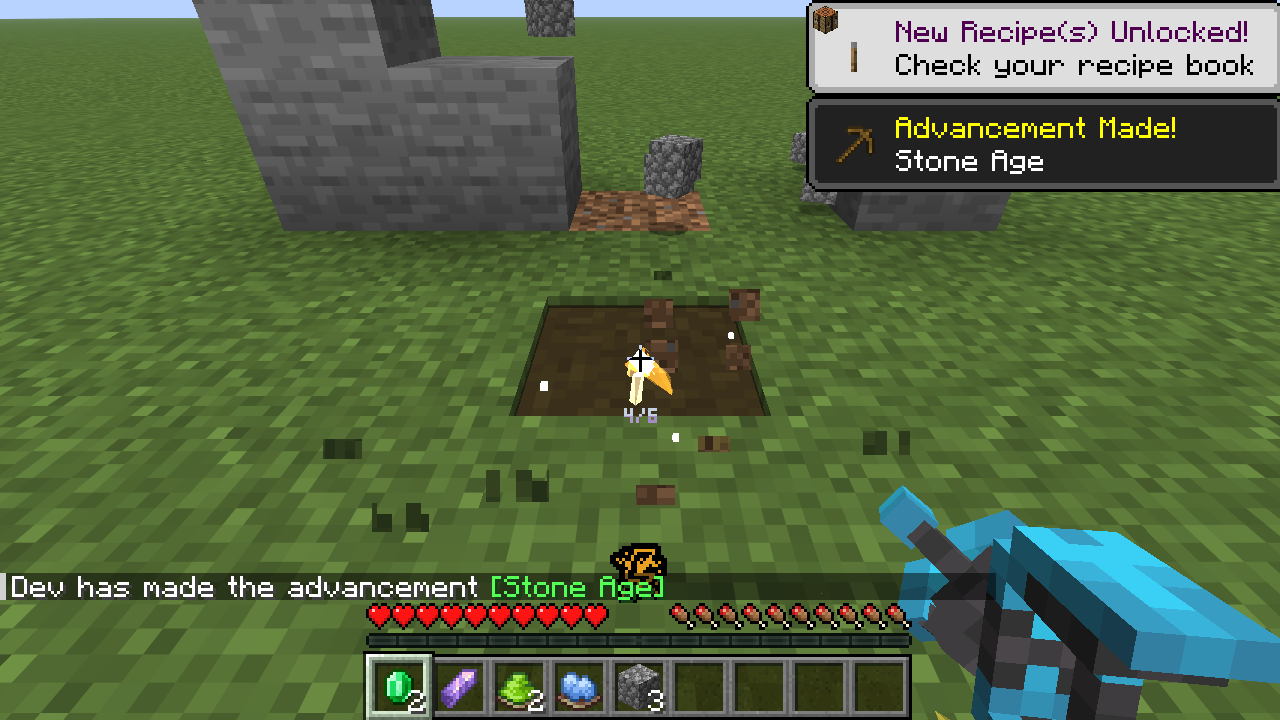 New Recipe(s) Unlocked!
Check your recipe book
Advancement Made!
Stone Age
4/6
Dev has made the advancement [Stone Age]
2
2
3